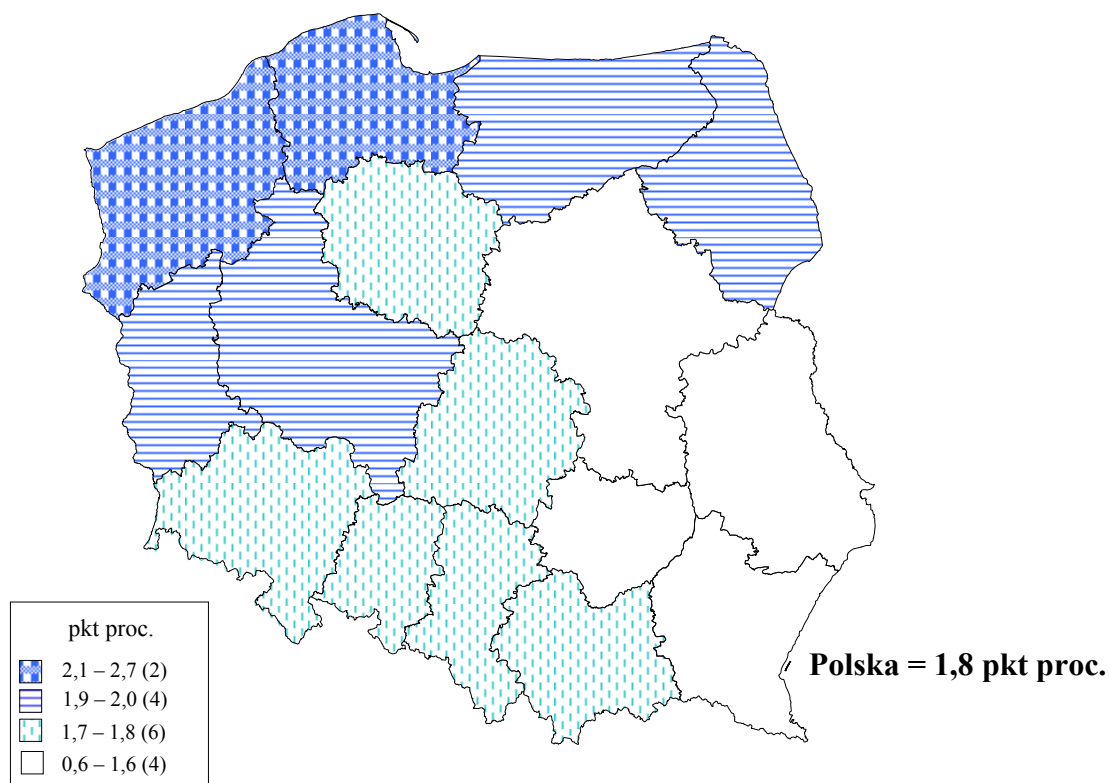 pkt proc.
2,1 – 2,7 (2)
1,9 – 2,0 (4)
1,7 – 1,8 (6)
0,6 – 1,6 (4)
Polska = 1,8 pkt proc.